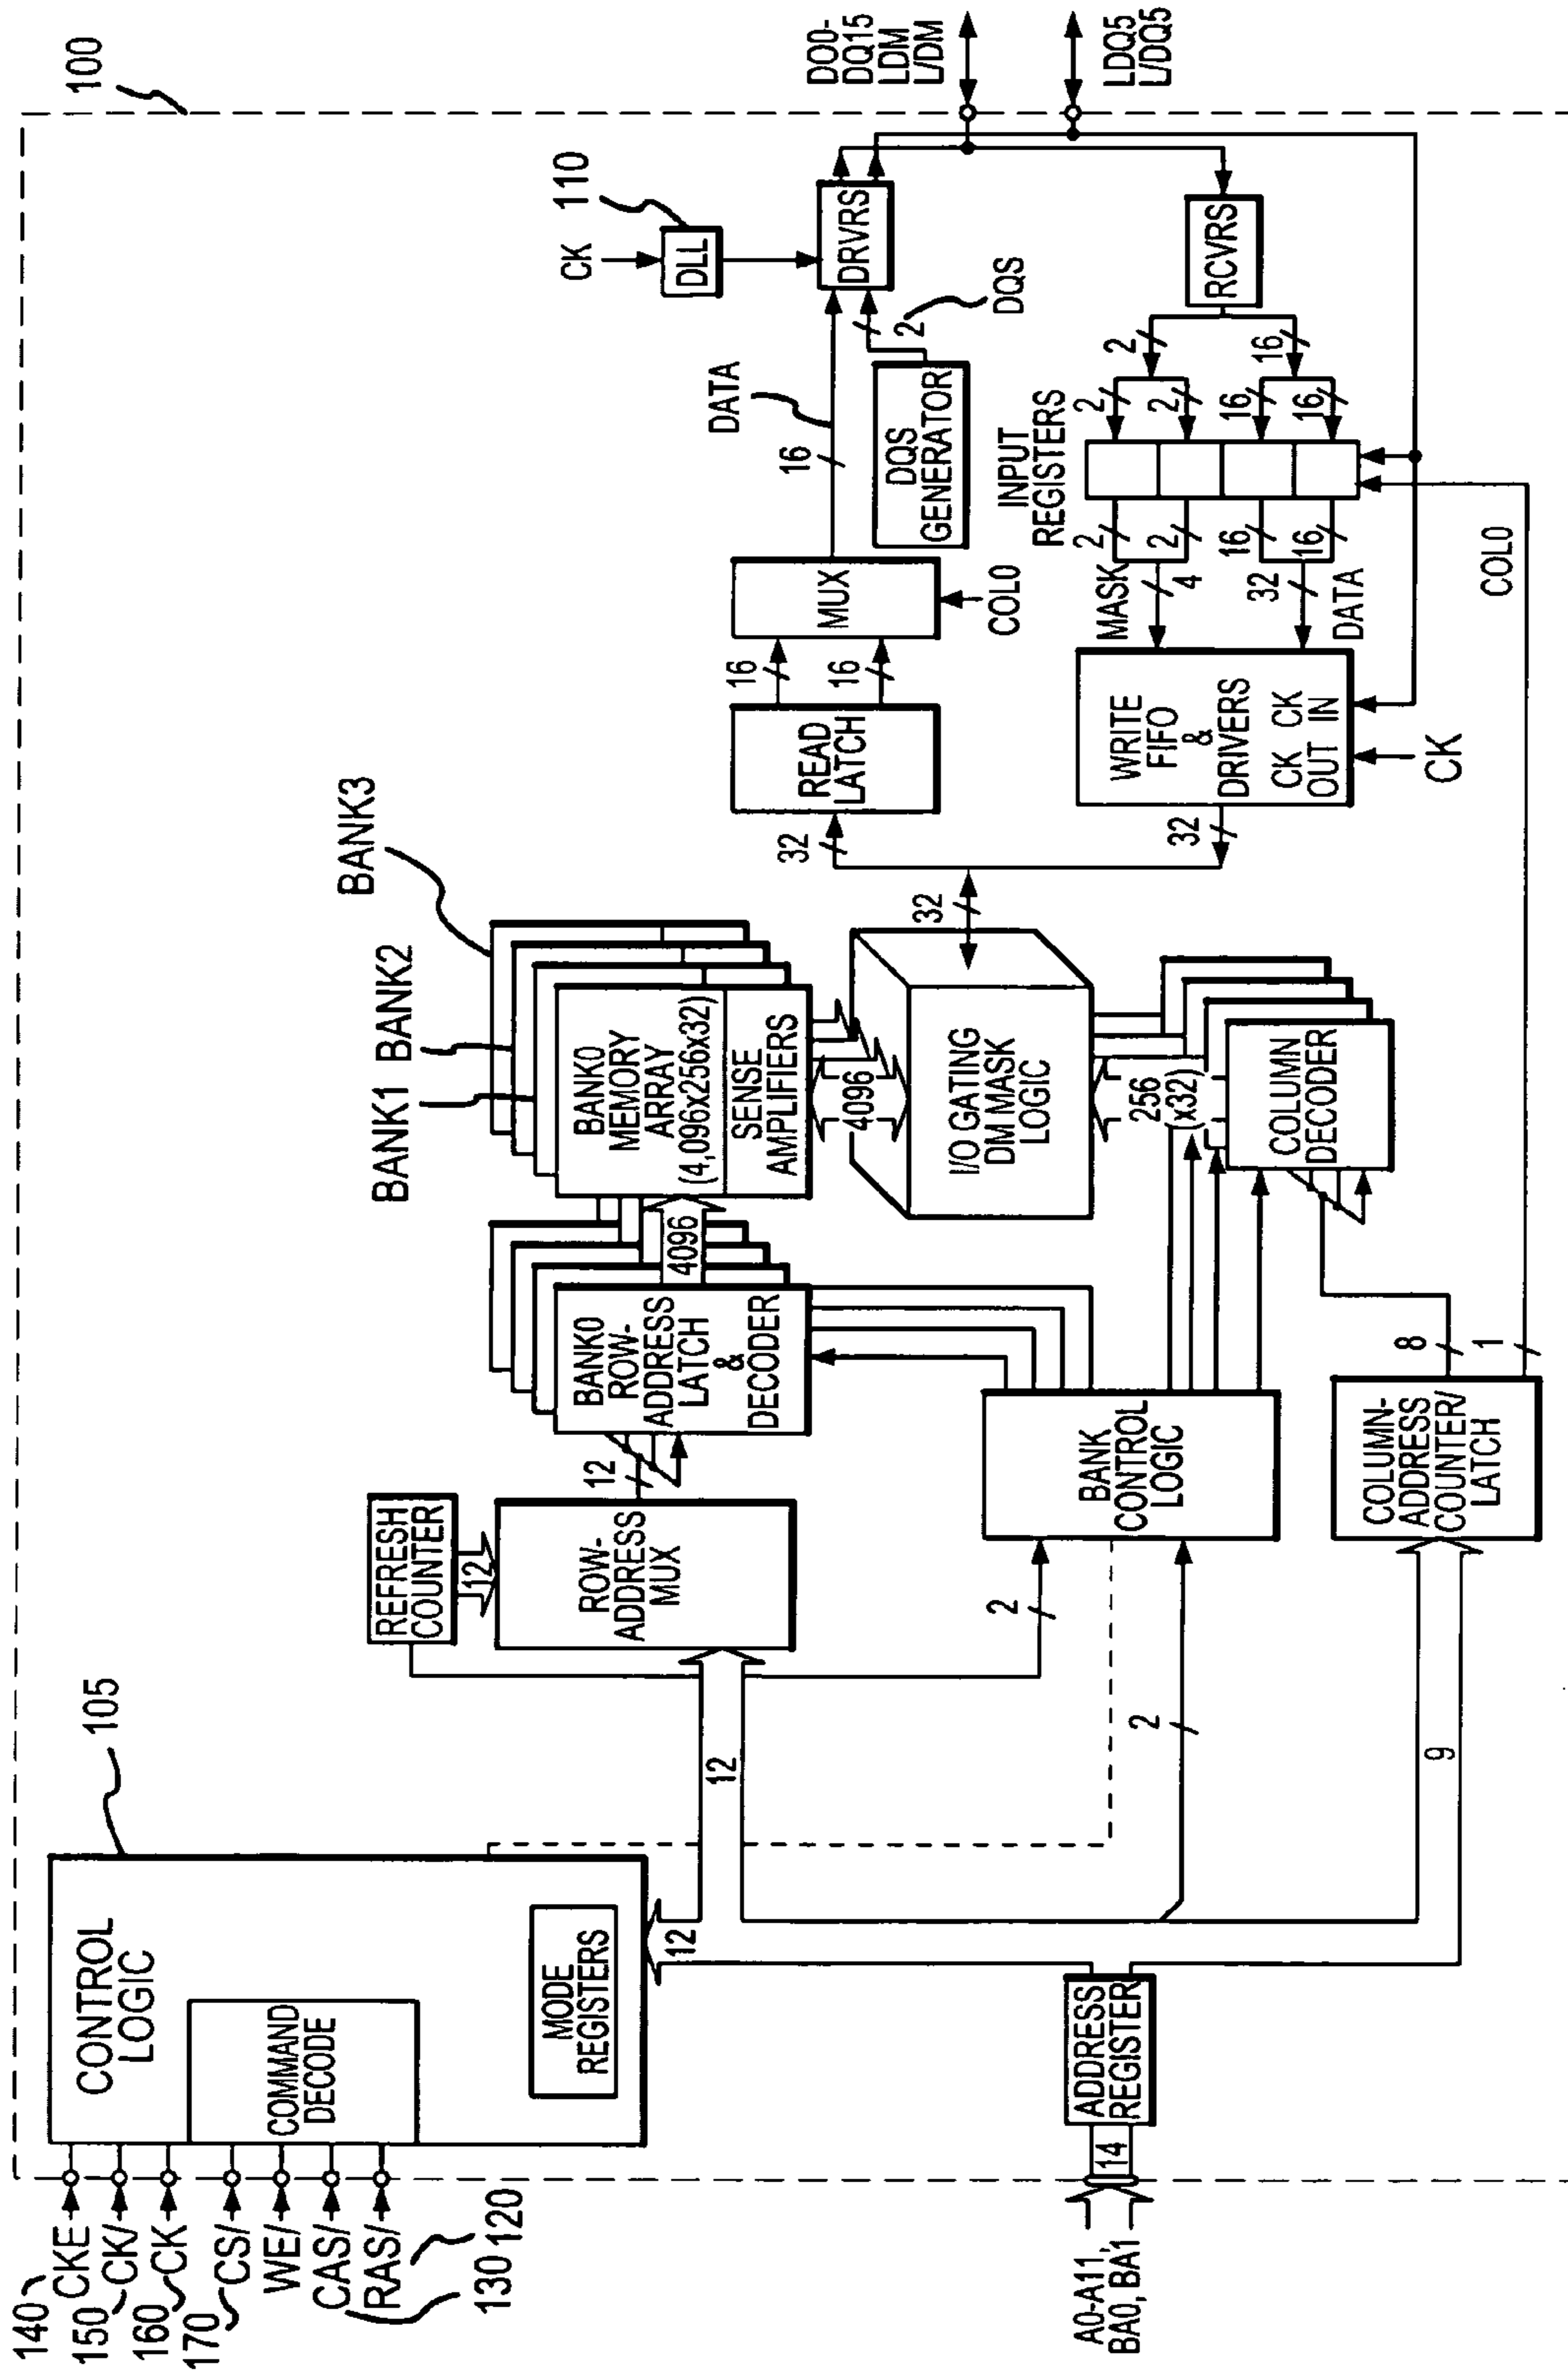 100
140
CKE
150
CK/
160
CK
170
CS/
WE/
CAS/
RAS/
130
120
CONTROL
LOGIC
COMMAND
DECODE
MODE
REGISTERS
105
12
12
A0-A11,
BA0, BA1
14
ADDRESS
REGISTER
2
9
2
REFRESH
COUNTER
12
ROW-
ADDRESS
MUX
12
BANK0
ROW-
ADDRESS
LATCH
&
DECODER
4096
BANK1
BANK2
BANK3
BANK0
MEMORY
ARRAY
(4,096x256x32)
SENSE
AMPLIFIERS
4096
I/O GATING
DM MASK
LOGIC
256
(x32)
COLUMN
DECODER
BANK
CONTROL
LOGIC
COLUMN-
ADDRESS
COUNTER/
LATCH
8
1
COL0
32
32
32
READ
LATCH
16
16
MUX
COL0
DATA
16
DQS
GENERATOR
2
DQS
CK
DLL
110
DRVRS
RCVRS
2
16
2
2
16
16
INPUT
REGISTERS
2
2
16
16
MASK
4
32
DATA
WRITE
FIFO
&
DRIVERS
CK CK
OUT IN
CK
DO0-
DQ15
LDM
L/DM
LDQ5
L/DQ5